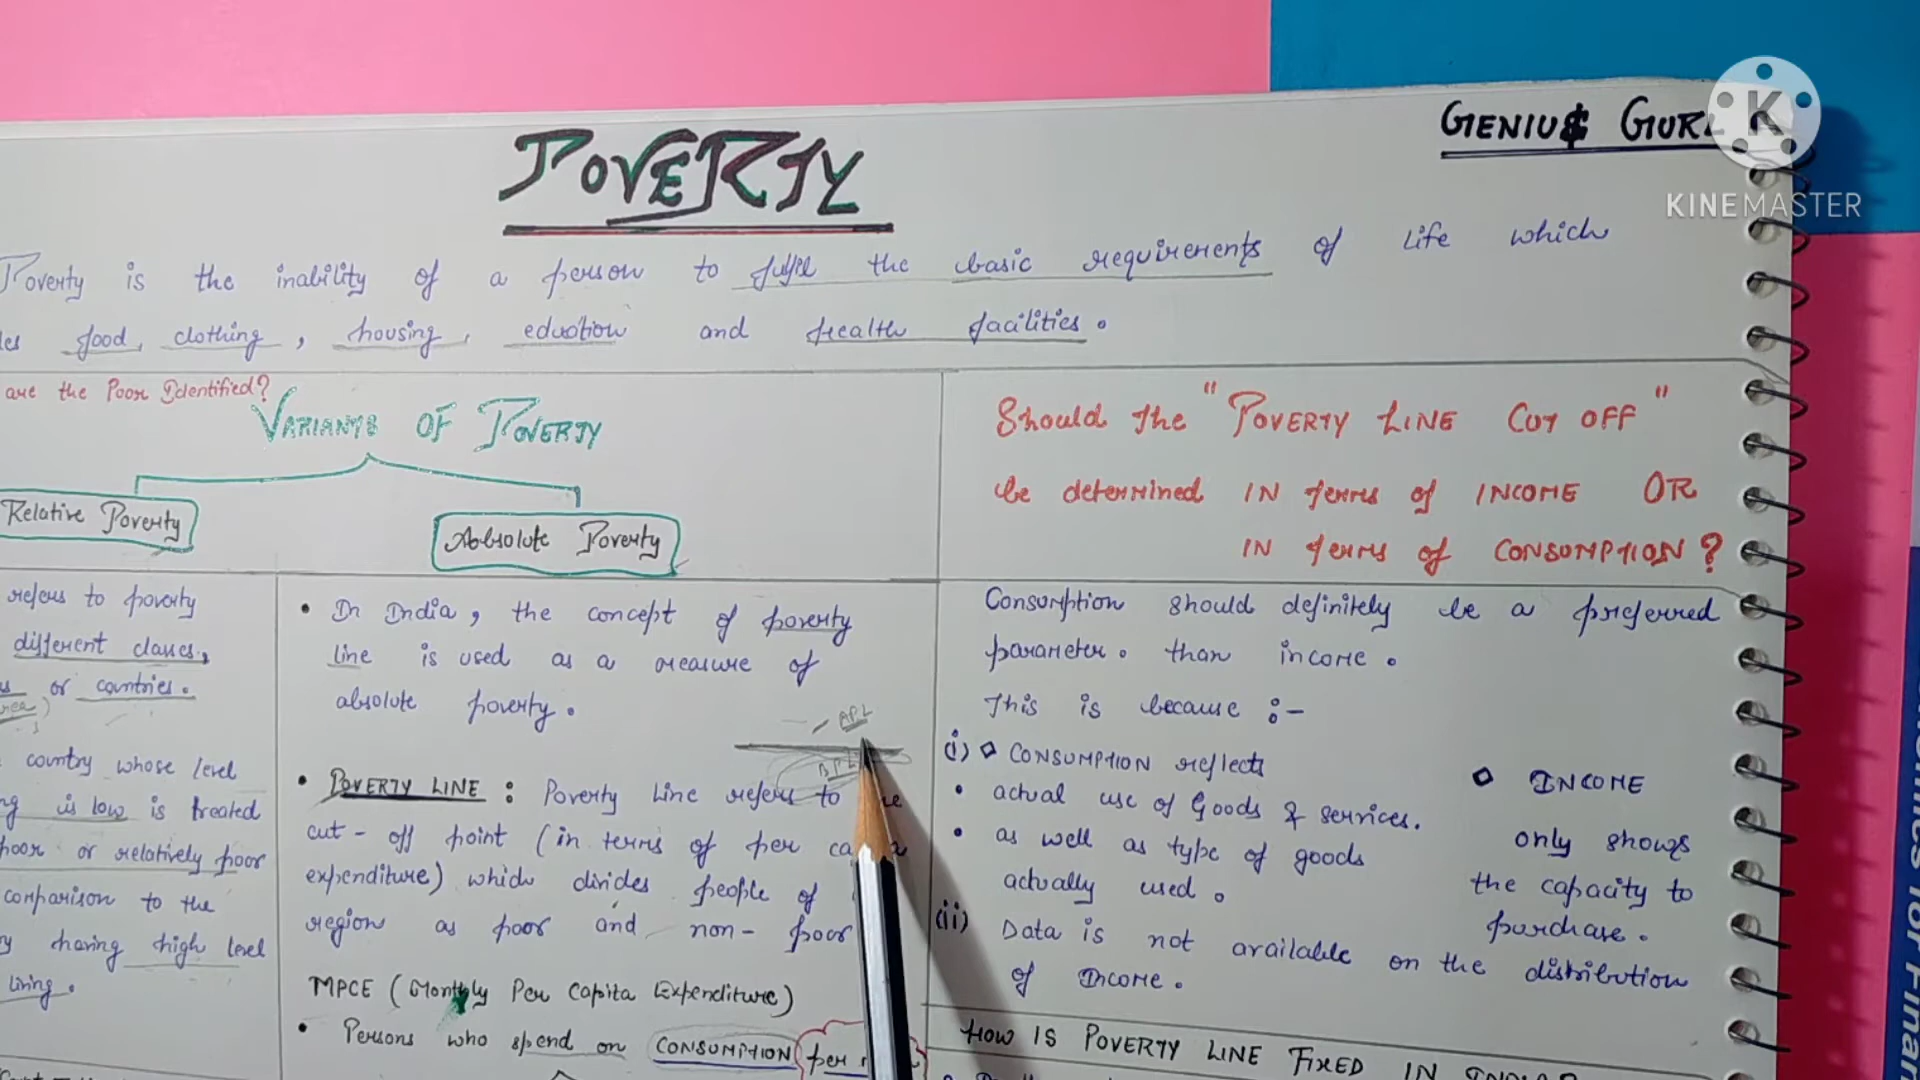 POVERTY
GENIU$
KINEMASTER
Poverty is the inability of a person to fulfil the basic requirements of life which
food, clothing, housing, eduction and health facilities.
are the Poor Identified?
VARIANTS OF POVERTY
Relative Poverty
Absolute Poverty
refers to poverty
different classes,
or countries.
country whose level
is low is treated
poor or relatively poor
comparison to the
having high level
living.
• In India, the concept of poverty
line is used as a measure of
absolute poverty.
APL
BPL
• POVERTY LINE : Poverty Line refers to
cut-off point (in terms of per
expenditure) which divides people of
region as poor and non-poor
MPCE (Monthly Per Capita Expenditure)
• Persons who spend on CONSUMPTION per
Should the "POVERTY LINE CUT OFF"
be determined IN terms of INCOME OR
IN terms of CONSUMPTION?
Consumption should definitely be a preferred
parameter. than income.
This is because :-
(i) ◇ CONSUMPTION reflects
• actual use of Goods & services.
• as well as type of goods
actually used.
◇ INCOME
only shows
the capacity to
purchase.
(ii) Data is not available on the distribution
of Income.
HOW IS POVERTY LINE FIXED IN INDIA?